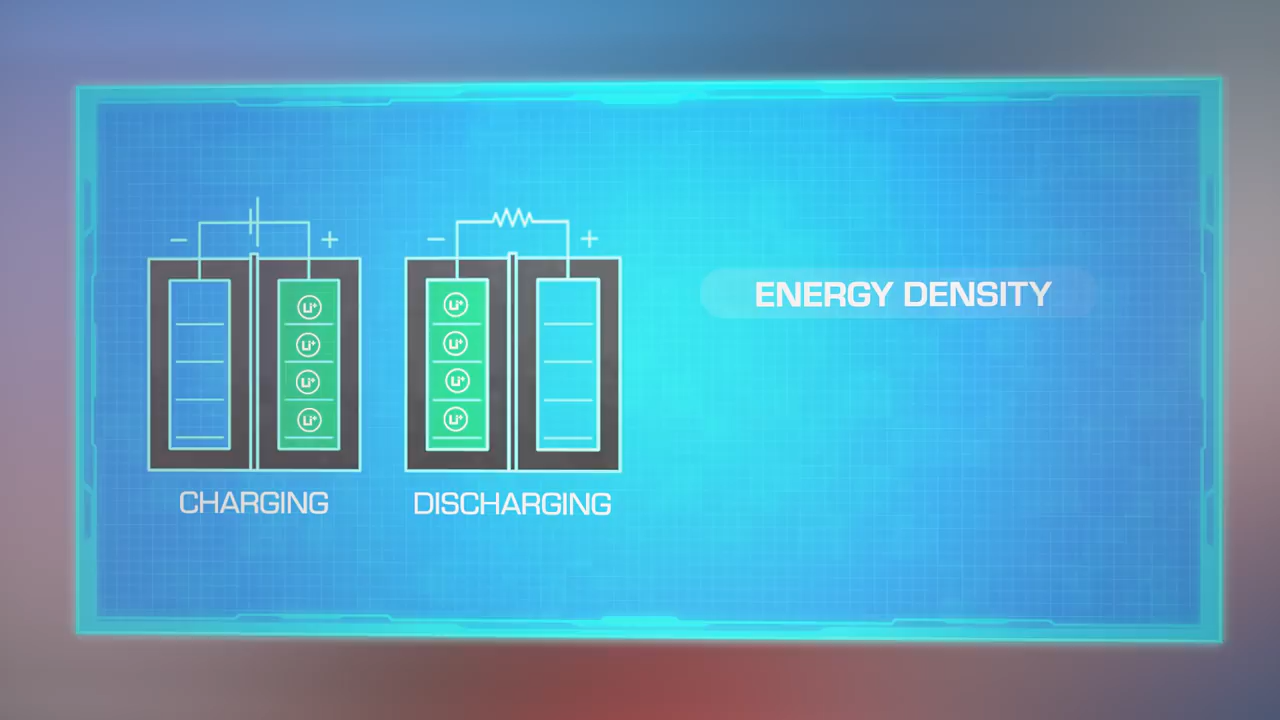 − +
− +
ENERGY DENSITY
Li⁺ Li⁺
Li⁺ Li⁺
Li⁺ Li⁺
Li⁺ Li⁺
CHARGING DISCHARGING